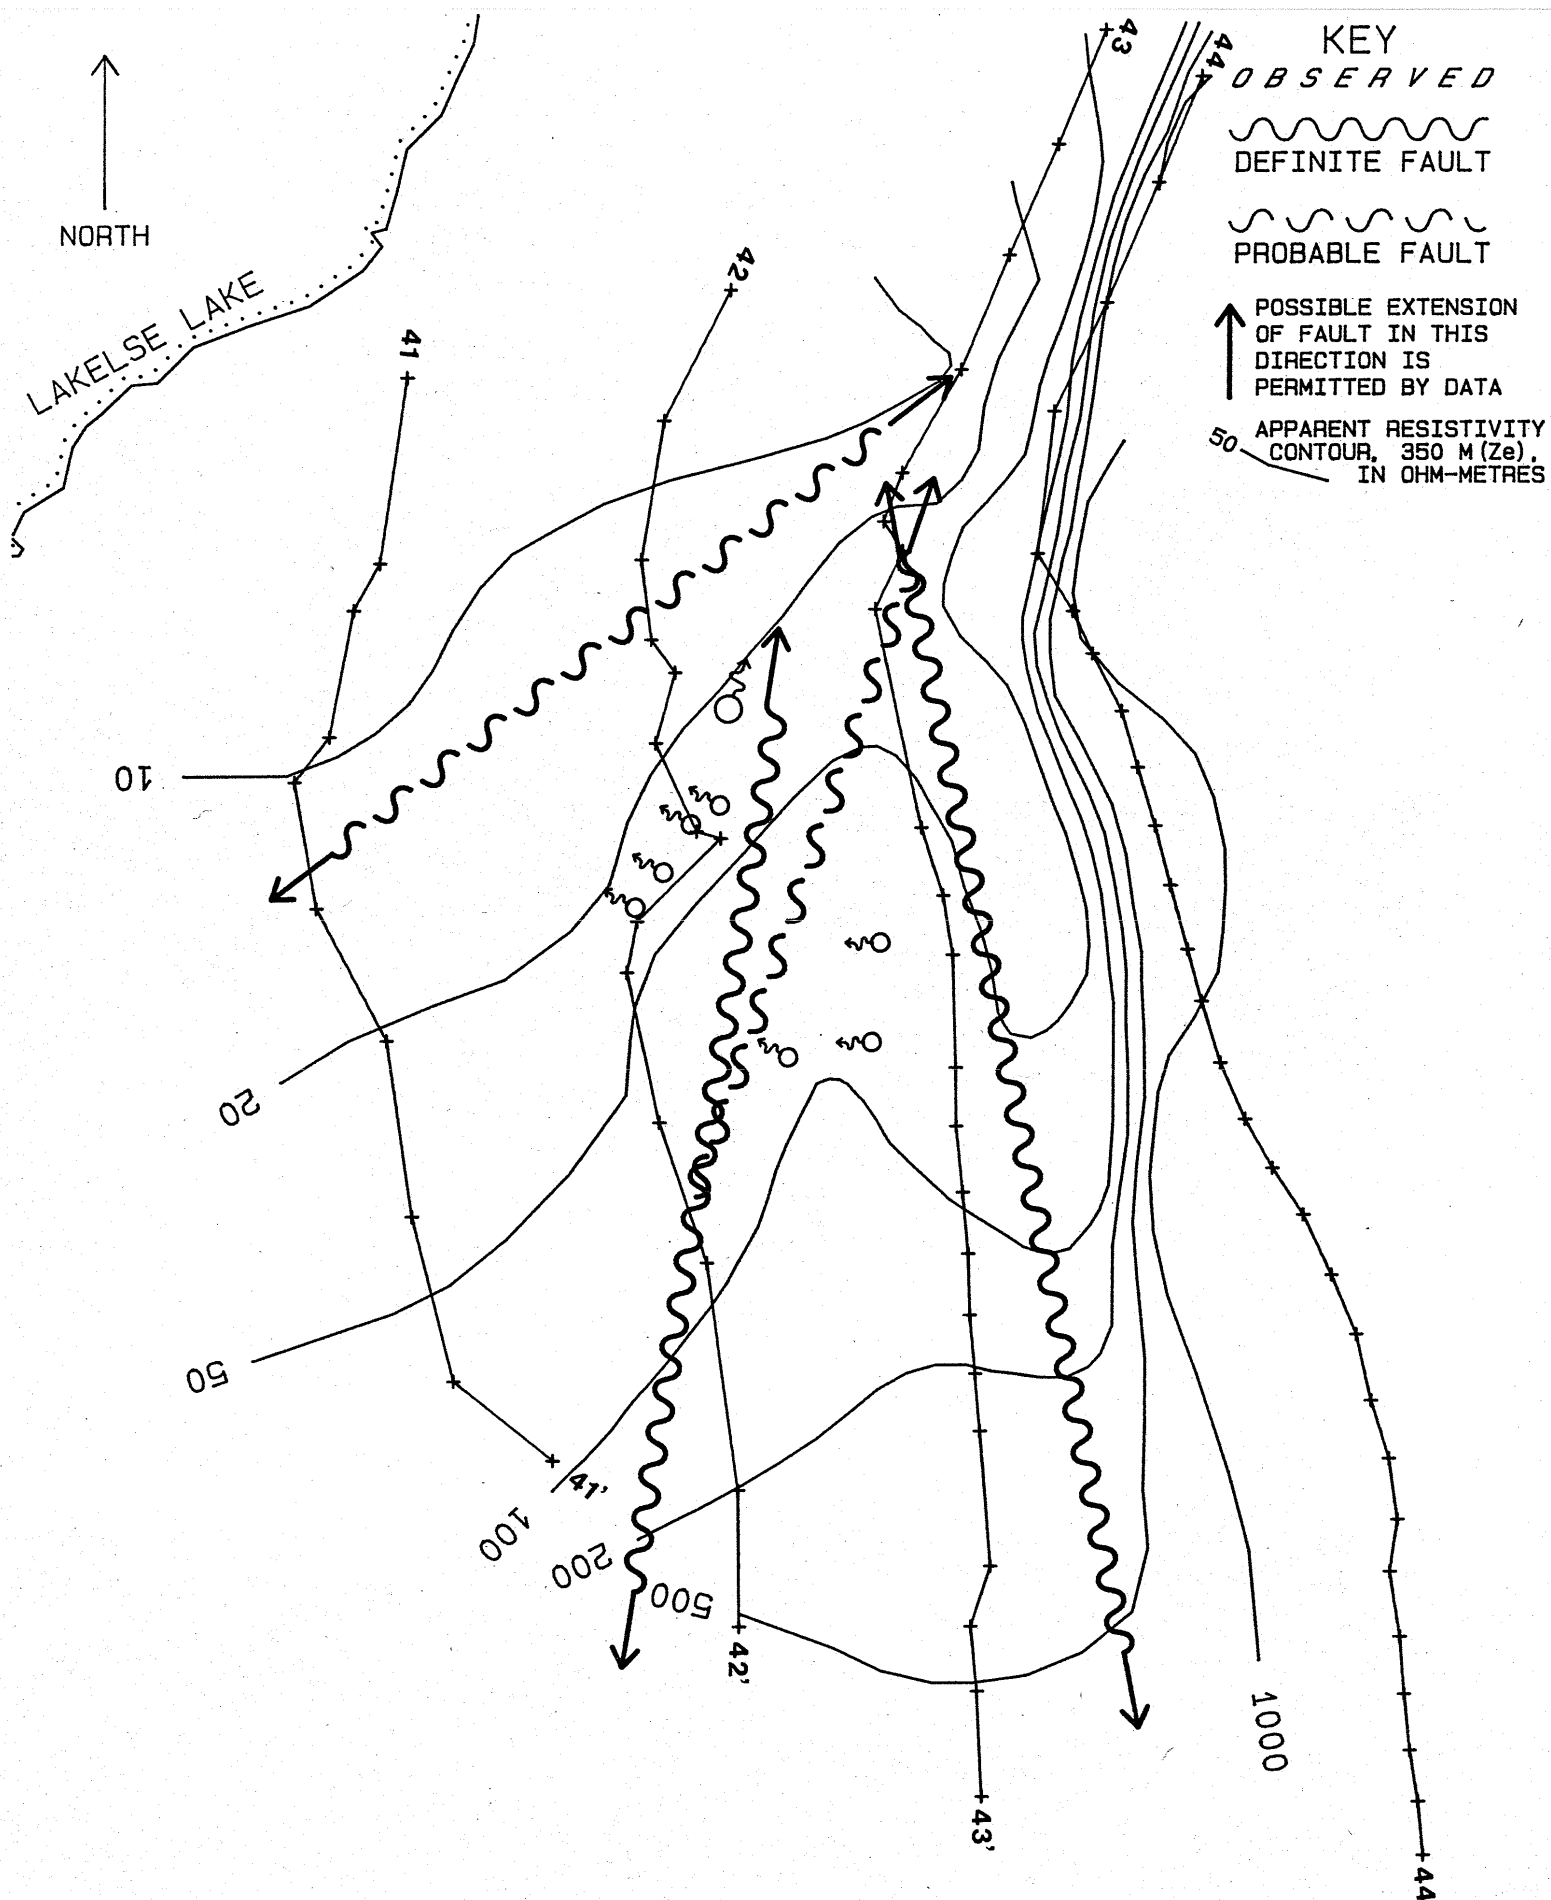 KEY
OBSERVED
DEFINITE FAULT
PROBABLE FAULT
POSSIBLE EXTENSION
OF FAULT IN THIS
DIRECTION IS
PERMITTED BY DATA
50 APPARENT RESISTIVITY
CONTOUR, 350 M(Ze),
IN OHM-METRES
NORTH
LAKELSE LAKE
41
42
43
44
10
20
50
100
200
500
1000
41'
42'
43'
44